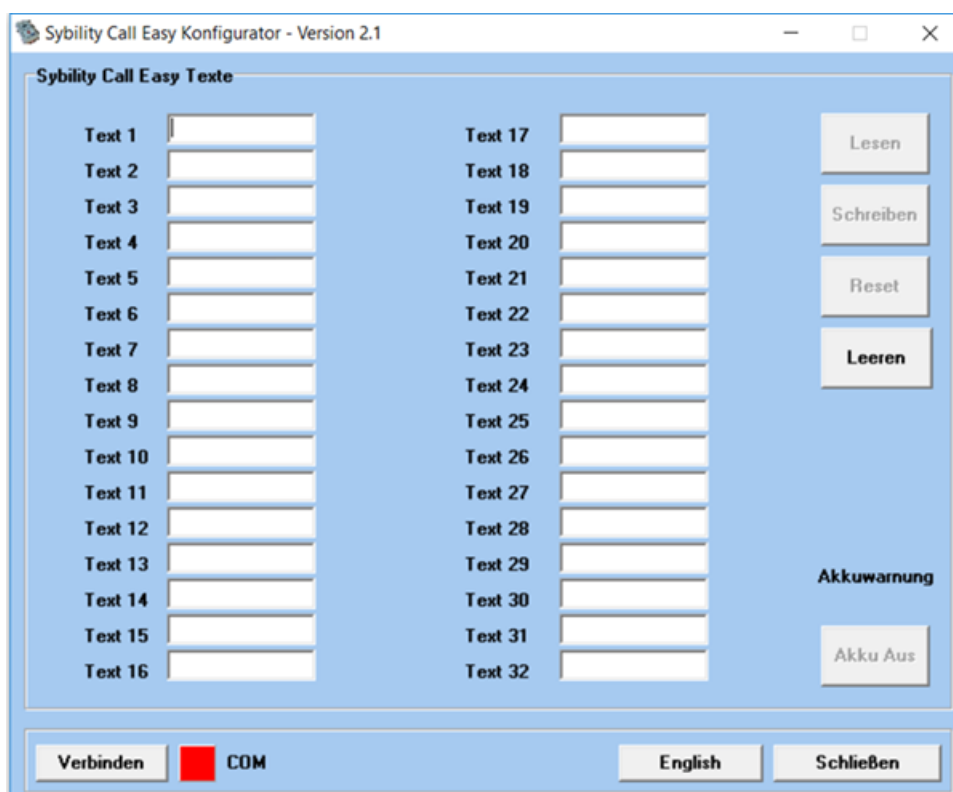 Sybility Call Easy Konfigurator - Version 2.1
Sybility Call Easy Texte
Text 1
Text 2
Text 3
Text 4
Text 5
Text 6
Text 7
Text 8
Text 9
Text 10
Text 11
Text 12
Text 13
Text 14
Text 15
Text 16
Text 17
Text 18
Text 19
Text 20
Text 21
Text 22
Text 23
Text 24
Text 25
Text 26
Text 27
Text 28
Text 29
Text 30
Text 31
Text 32
Lesen
Schreiben
Reset
Leeren
Akkuwarnung
Akku Aus
Verbinden
COM
English
Schließen